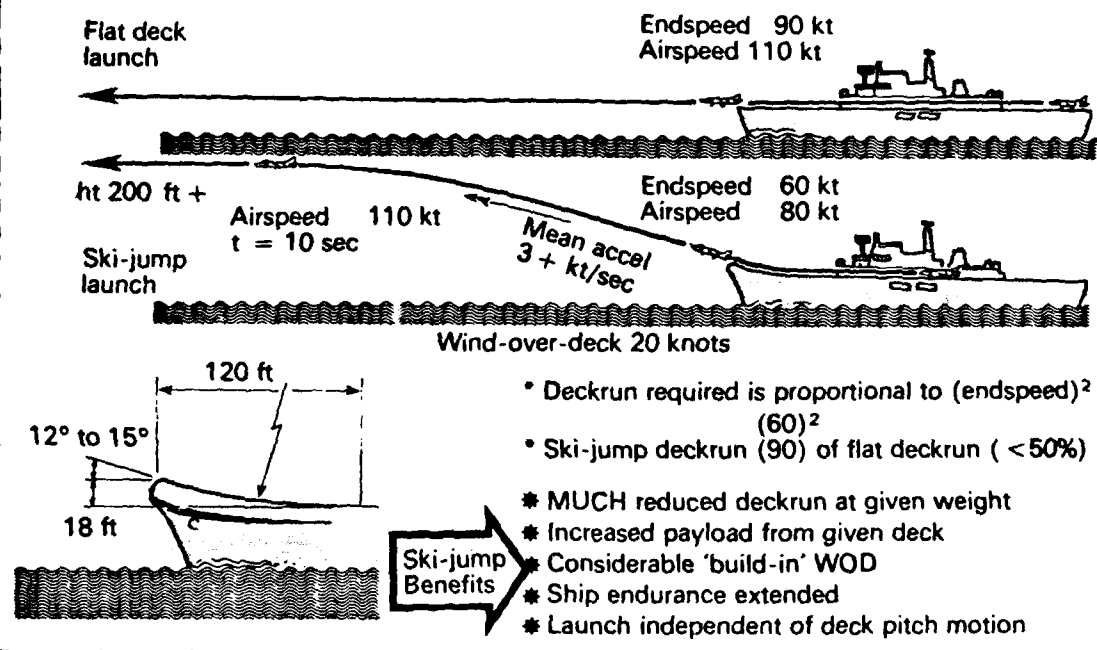 Flat deck
launch
Endspeed 90 kt
Airspeed 110 kt
ht 200 ft +
Airspeed 110 kt
t = 10 sec
Mean accel
3 + kt/sec
Endspeed 60 kt
Airspeed 80 kt
Ski-jump
launch
Wind-over-deck 20 knots
120 ft
12° to 15°
18 ft
* Deckrun required is proportional to (endspeed)²
(60)²
* Ski-jump deckrun (90) of flat deckrun ( <50%)
Ski-jump
Benefits
* MUCH reduced deckrun at given weight
* Increased payload from given deck
* Considerable 'build-in' WOD
* Ship endurance extended
* Launch independent of deck pitch motion